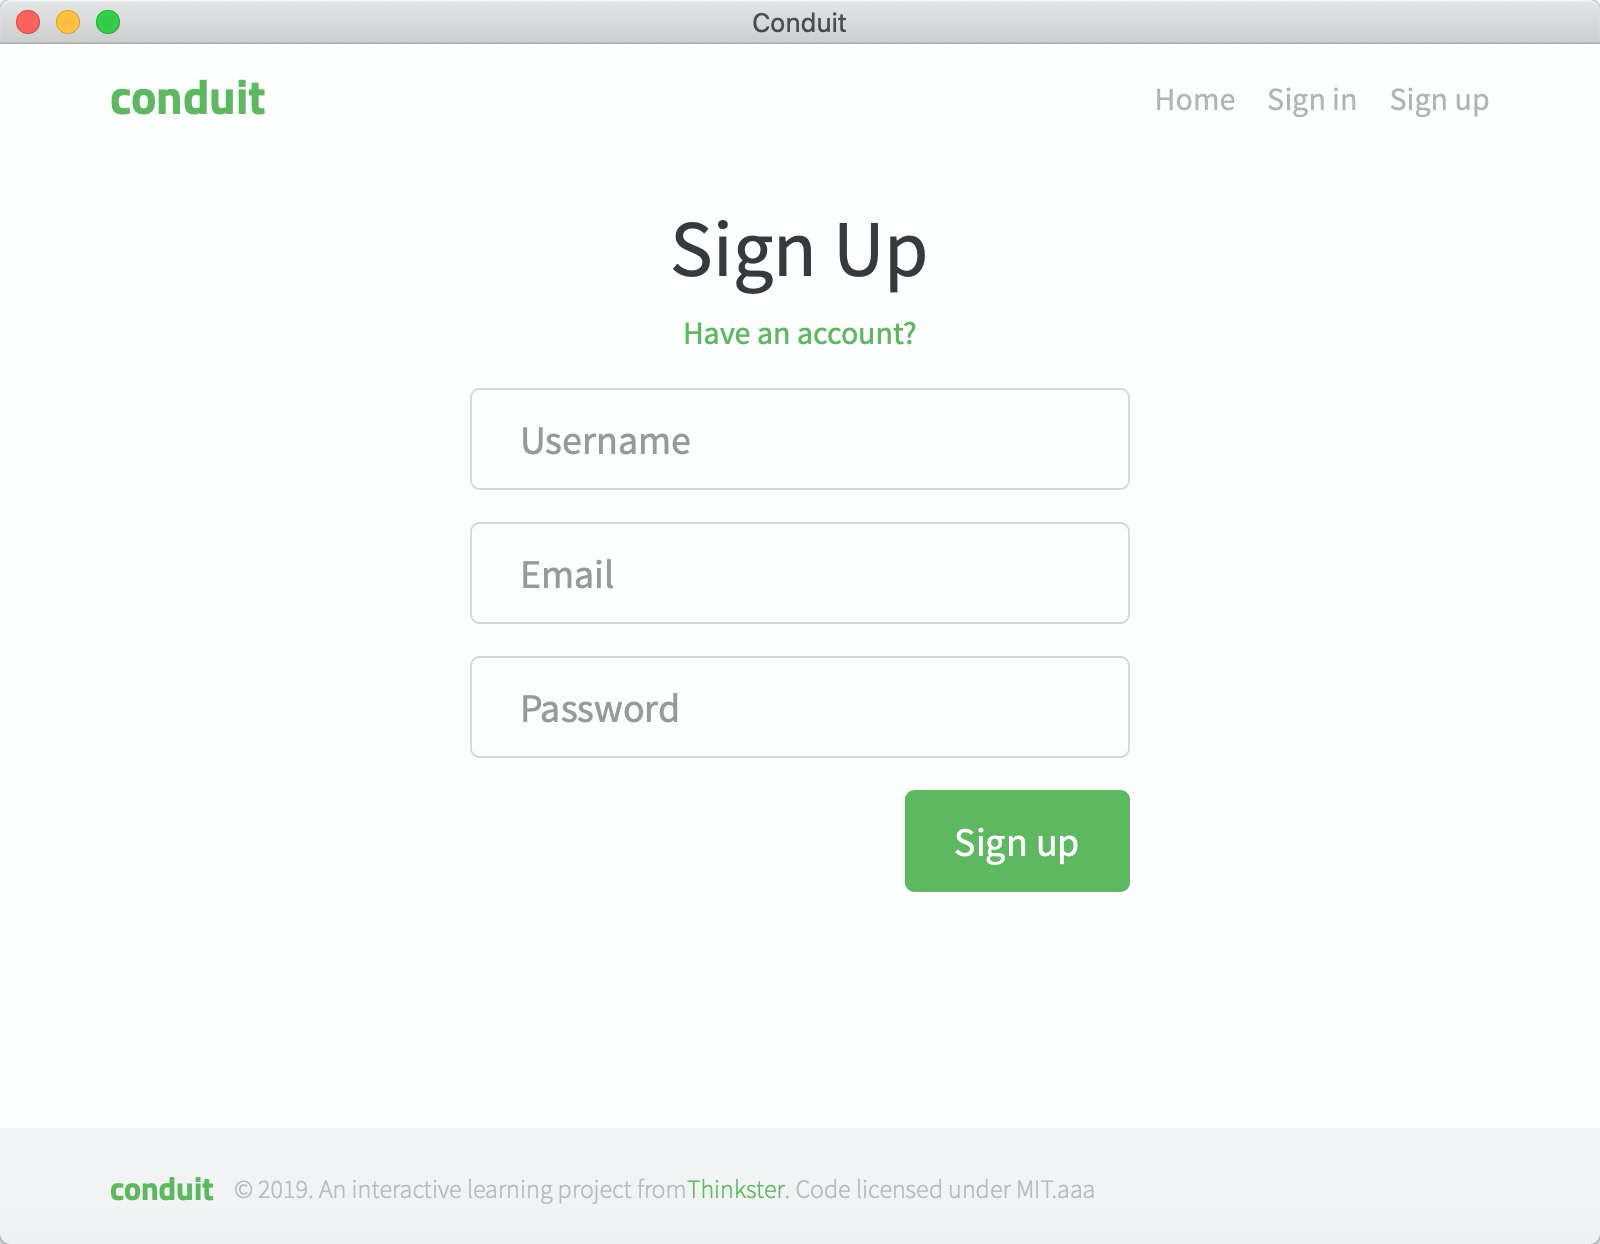 Conduit
conduit
Home Sign in Sign up
Sign Up
Have an account?
Username
Email
Password
Sign up
conduit © 2019. An interactive learning project fromThinkster. Code licensed under MIT.aaa